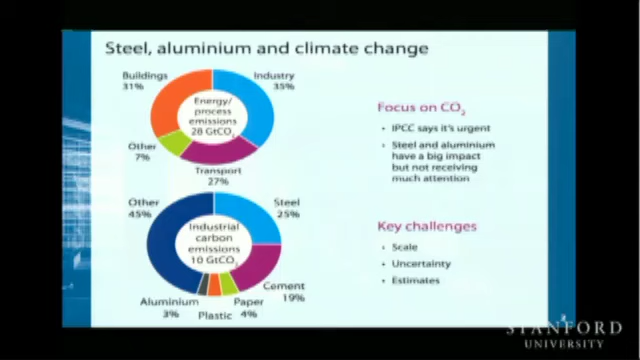 Steel, aluminium and climate change
Buildings
31%
Industry
35%
Energy/
process
emissions
28 GtCO2
Other
7%
Transport
27%
Focus on CO2
• IPCC says it's urgent
• Steel and aluminium
have a big impact
but not receiving
much attention
Other
45%
Steel
25%
Industrial
carbon
emissions
10 GtCO2
Cement
19%
Aluminium
3%
Plastic
Paper
4%
Key challenges
• Scale
• Uncertainty
• Estimates
STANFORD
UNIVERSITY